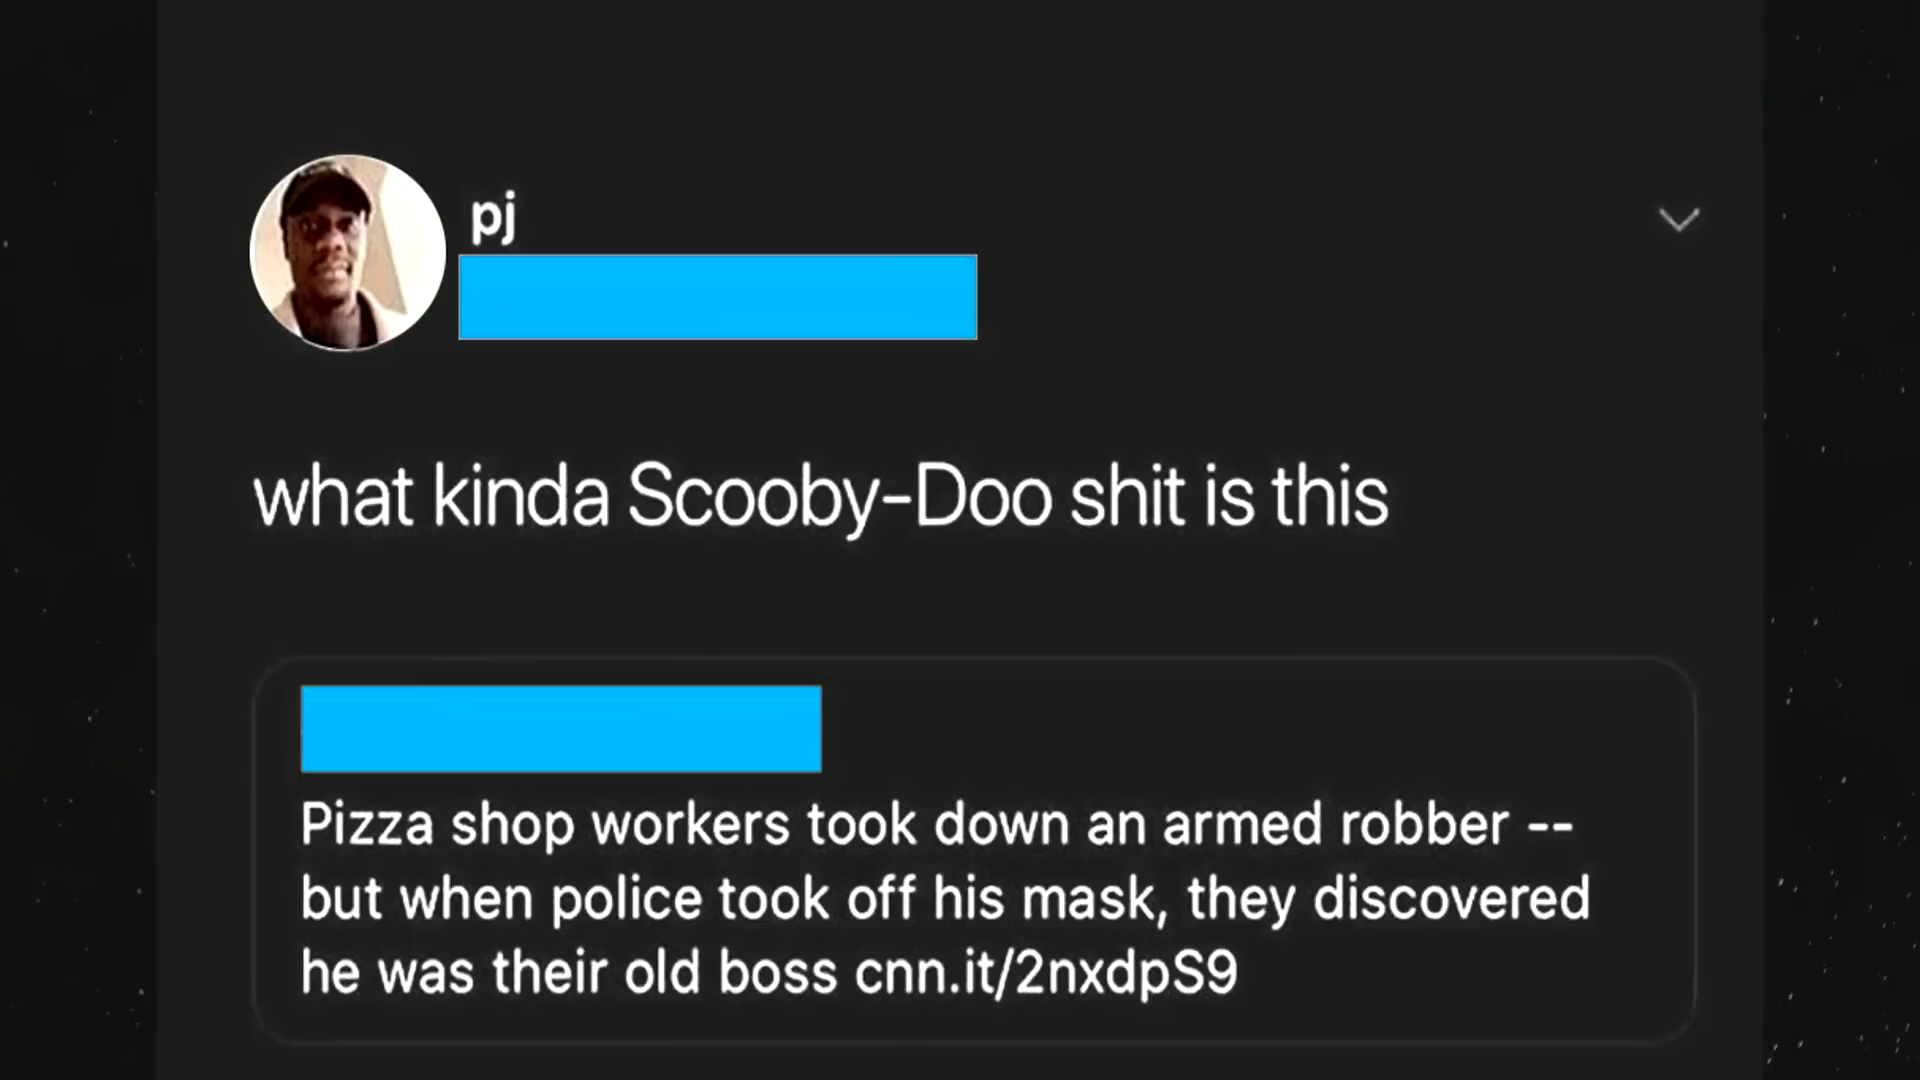 pj
what kinda Scooby-Doo shit is this
Pizza shop workers took down an armed robber --
but when police took off his mask, they discovered
he was their old boss cnn.it/2nxdpS9